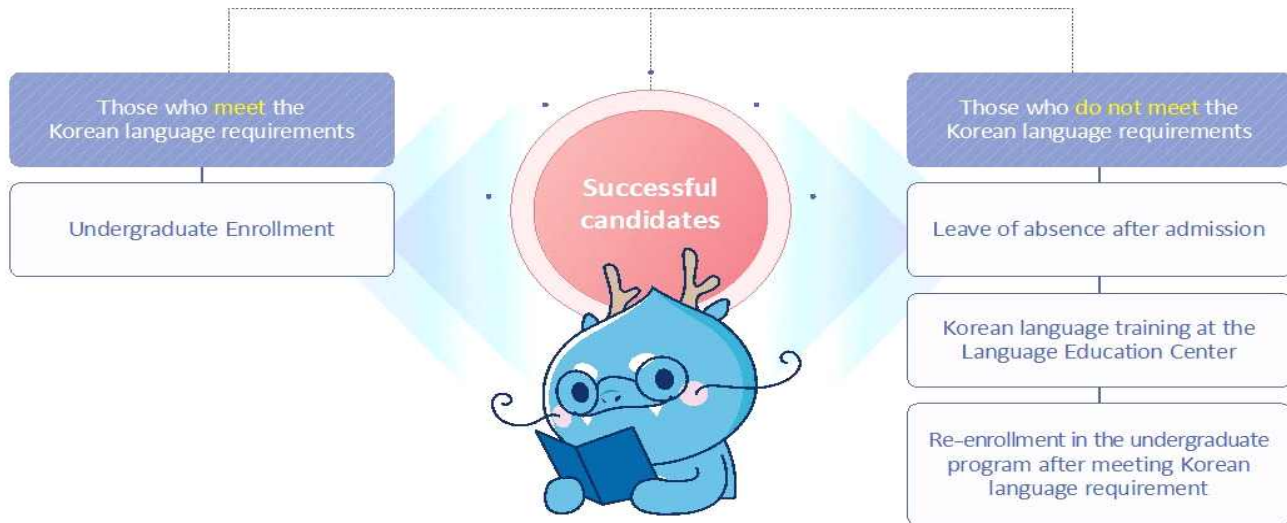 Those who meet the
Korean language requirements
Undergraduate Enrollment
Successful
candidates
Those who do not meet the
Korean language requirements
Leave of absence after admission
Korean language training at the
Language Education Center
Re-enrollment in the undergraduate
program after meeting Korean
language requirement